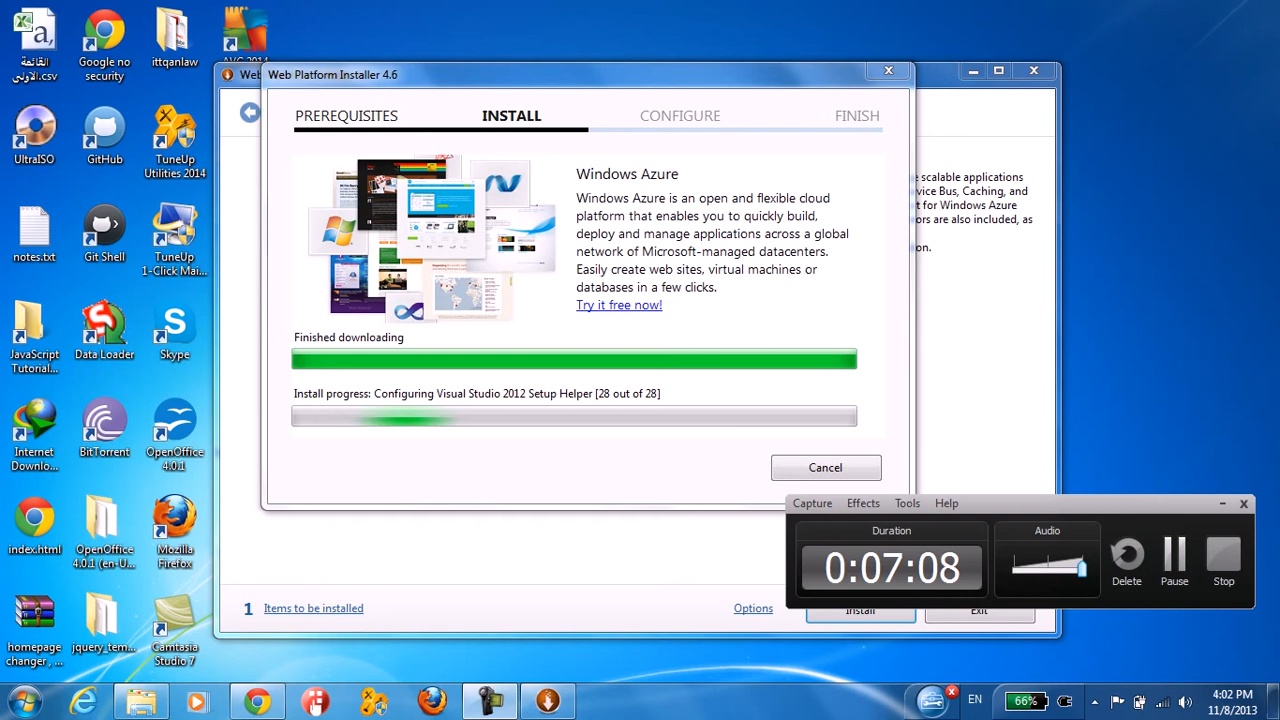 القائمة
الاونى.csv
Google no
security
ittqanlaw
AVG 2014
UltraISO
GitHub
TuneUp
Utilities 2014
notes.txt
Git Shell
TuneUp
1-Click Mai...
JavaScript
Tutorial...
Data Loader
Skype
Internet
Downlo...
BitTorrent
OpenOffice
4.0.1
index.html
OpenOffice
4.0.1 (en-U...
Mozilla
Firefox
homepage
changer , ...
jquery_tem...
Camtasia
Studio 7
Web
Web Platform Installer 4.6
PREREQUISITES
INSTALL
CONFIGURE
FINISH
Windows Azure
Windows Azure is an open and flexible cloud
platform that enables you to quickly build,
deploy and manage applications across a global
network of Microsoft-managed datacenters.
Easily create web sites, virtual machines or
databases in a few clicks.
Try it free now!
Finished downloading
Install progress: Configuring Visual Studio 2012 Setup Helper [28 out of 28]
Cancel
scalable applications
vice Bus, Caching, and
t for Windows Azure
ors are also included, as
on.
1 Items to be installed
Options
Install
Exit
Capture Effects Tools Help
Duration
0:07:08
Audio
Delete
Pause
Stop
EN
66%
4:02 PM
11/8/2013